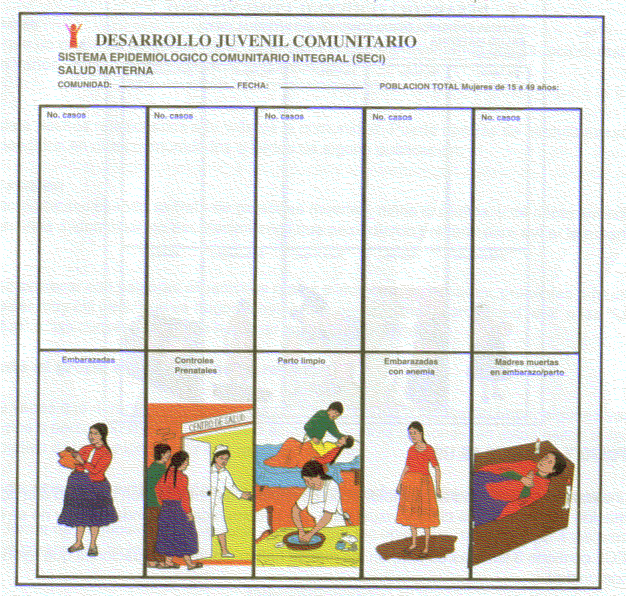 DESARROLLO JUVENIL COMUNITARIO
SISTEMA EPIDEMIOLOGICO COMUNITARIO INTEGRAL (SECI)
SALUD MATERNA
COMUNIDAD: FECHA: POBLACION TOTAL Mujeres de 15 a 49 años:
No. casos No. casos No. casos No. casos No. casos
Embarazadas
Controles
Prenatales
Parto limpio
Embarazadas
con anemia
Madres muertas
en embarazo/parto
CENTRO DE SALUD